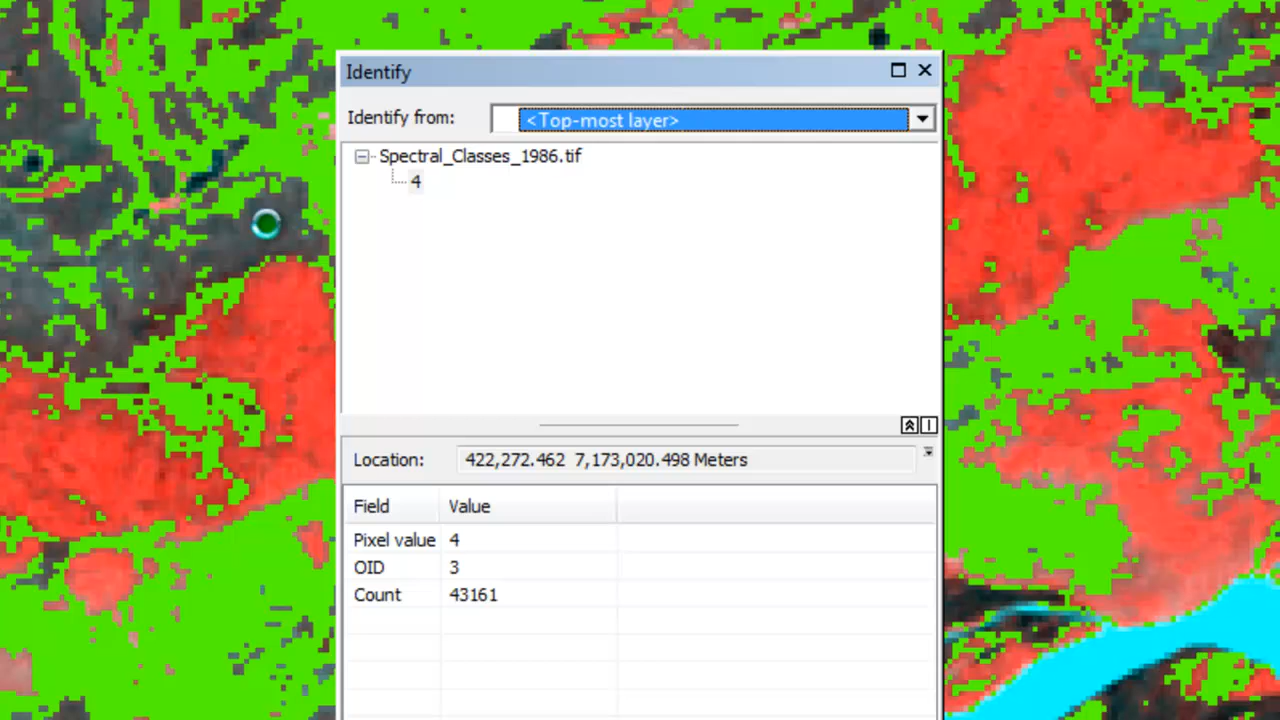 Identify
Identify from: <Top-most layer>
Spectral_Classes_1986.tif
4
Location: 422,272.462 7,173,020.498 Meters
Field Value
Pixel value 4
OID 3
Count 43161